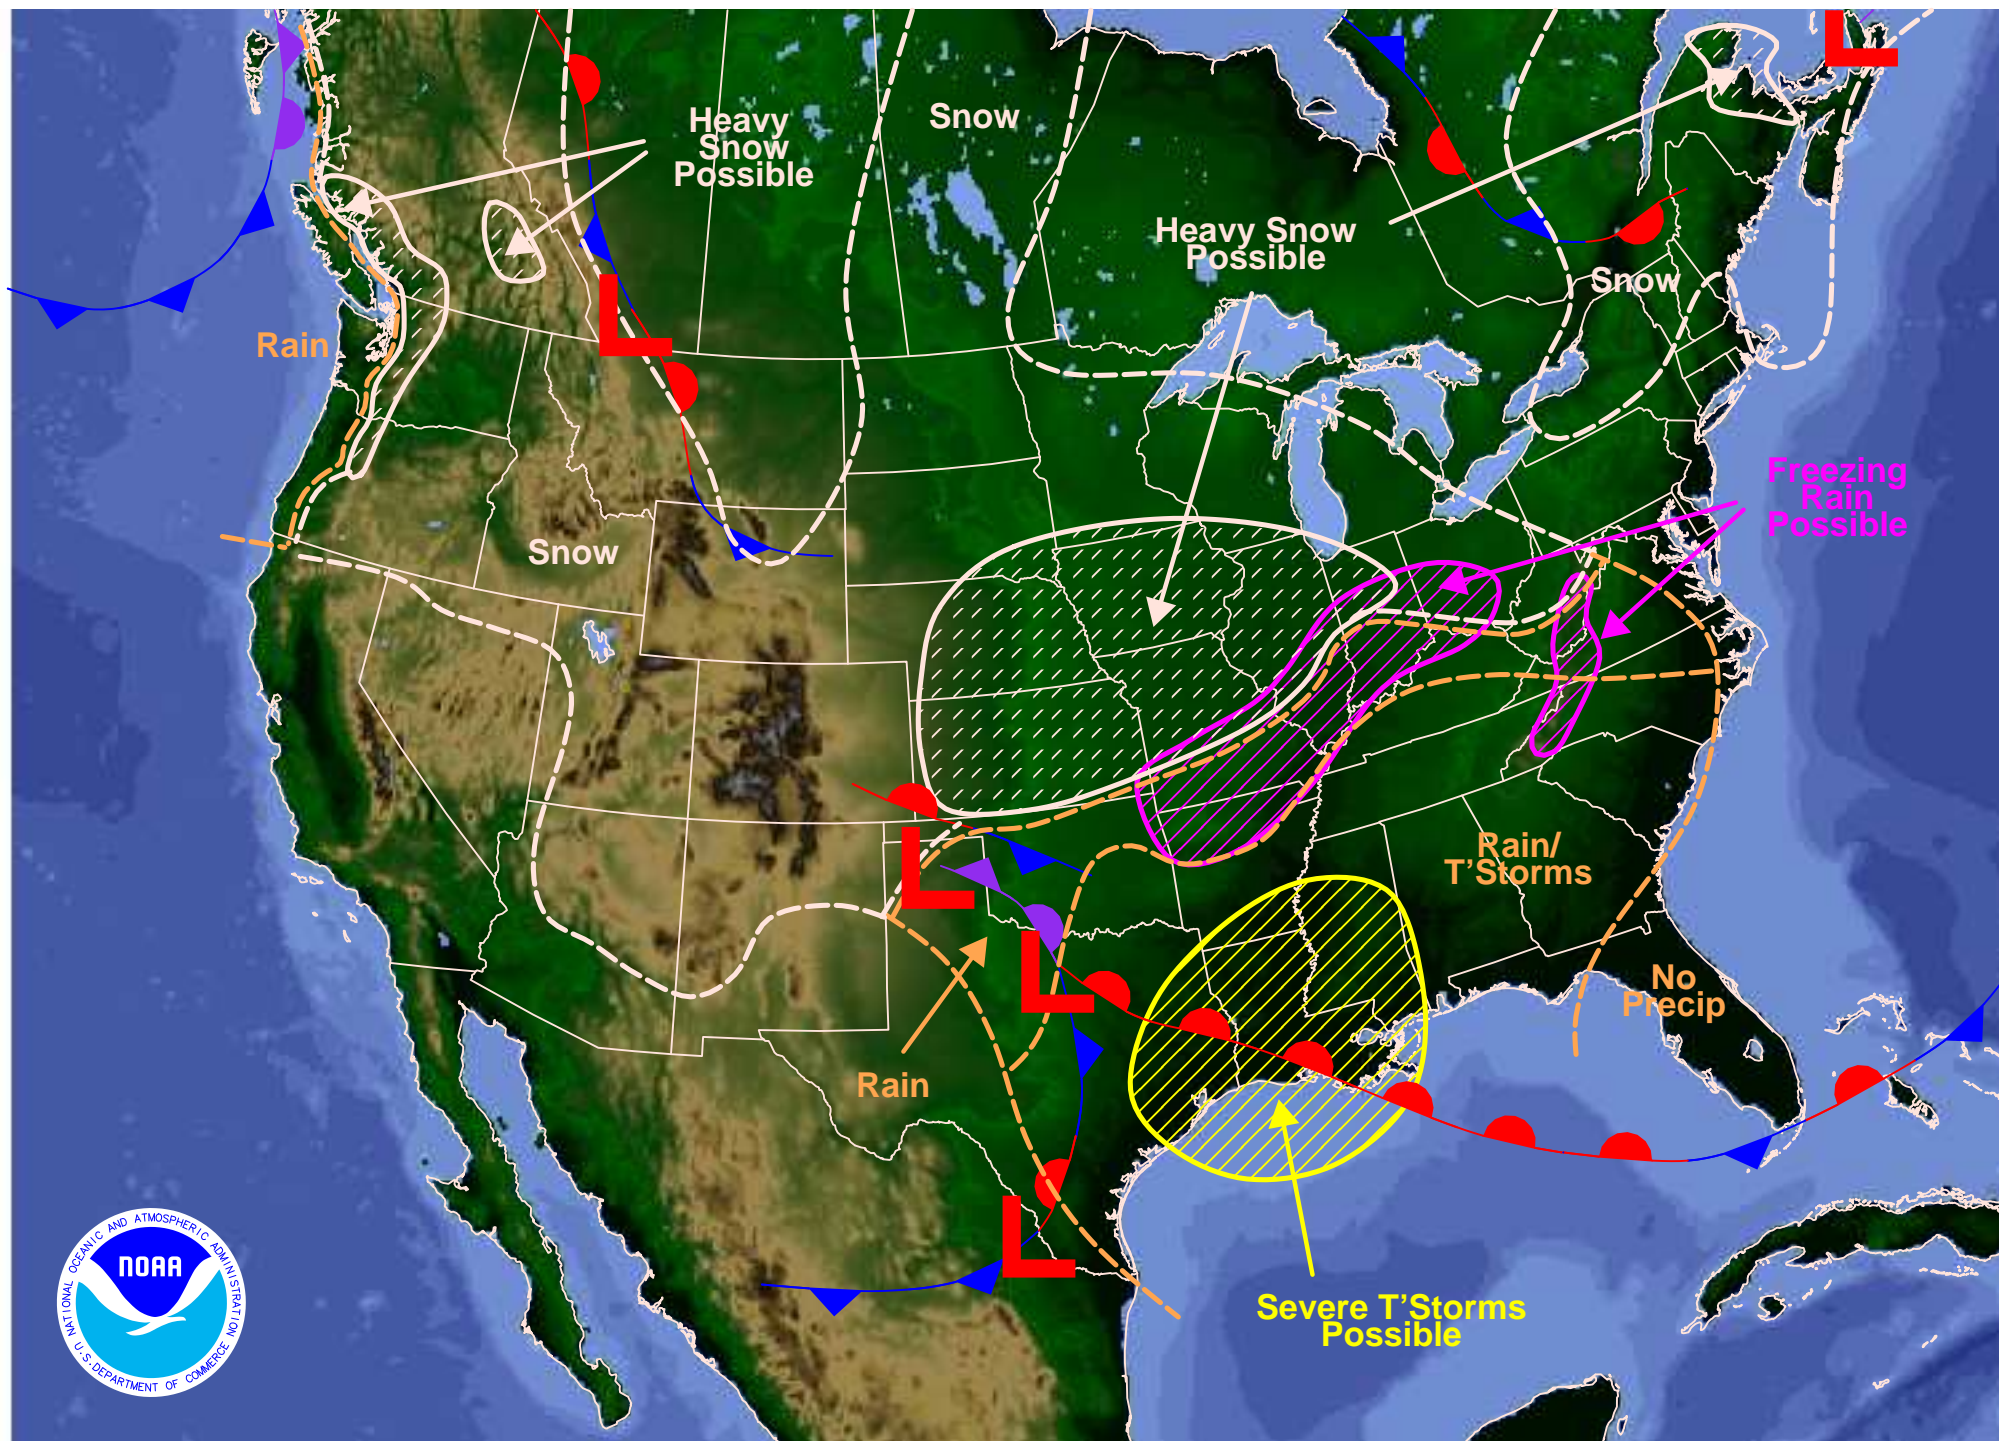 Heavy
Snow
Possible
Snow
L
Heavy Snow
Possible
Snow
L
Rain
Freezing
Rain
Possible
Snow
Rain/
T'Storms
L
L
No
Precip
Rain
L
Severe T'Storms
Possible
NATIONAL OCEANIC AND ATMOSPHERIC ADMINISTRATION
NOAA
U.S. DEPARTMENT OF COMMERCE